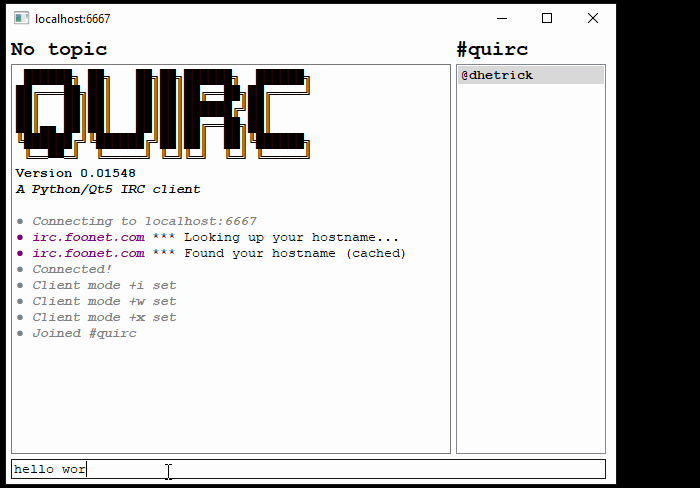 localhost:6667
No topic
#quirc
QUIRC
@dhetrick
Version 0.01548
A Python/Qt5 IRC client
● Connecting to localhost:6667
● irc.foonet.com *** Looking up your hostname...
● irc.foonet.com *** Found your hostname (cached)
● Connected!
● Client mode +i set
● Client mode +w set
● Client mode +x set
● Joined #quirc
hello wor